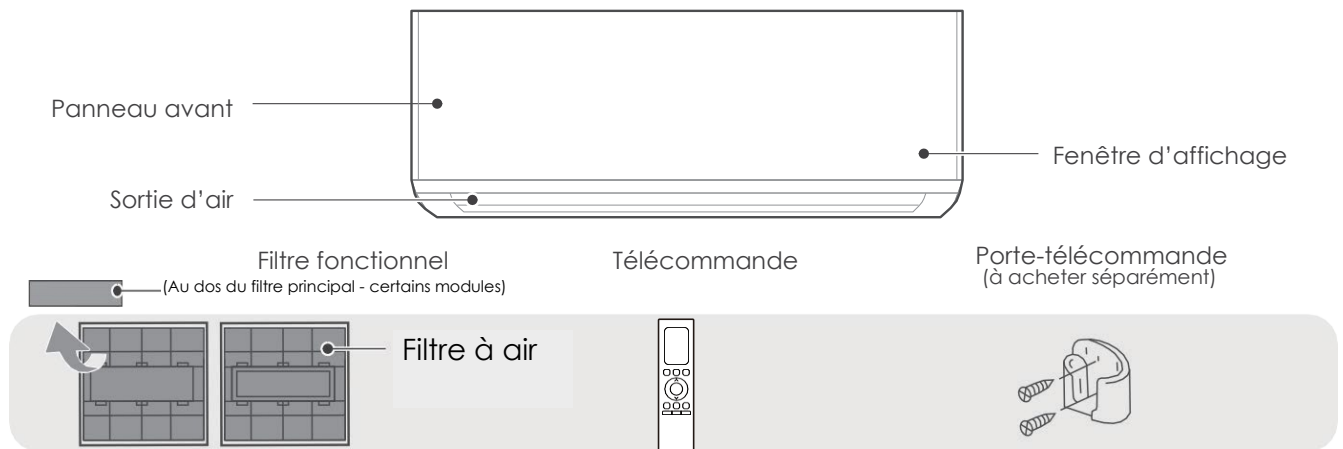 Panneau avant
Fenêtre d’affichage
Sortie d’air
Filtre fonctionnel
(Au dos du filtre principal - certains modules)
Télécommande
Porte-télécommande
(à acheter séparément)
Filtre à air